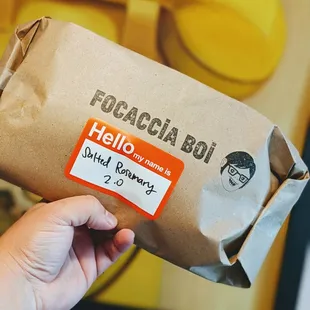 FOCACCIA BOI
Hello
my name is
Salted Rosemary
2.0